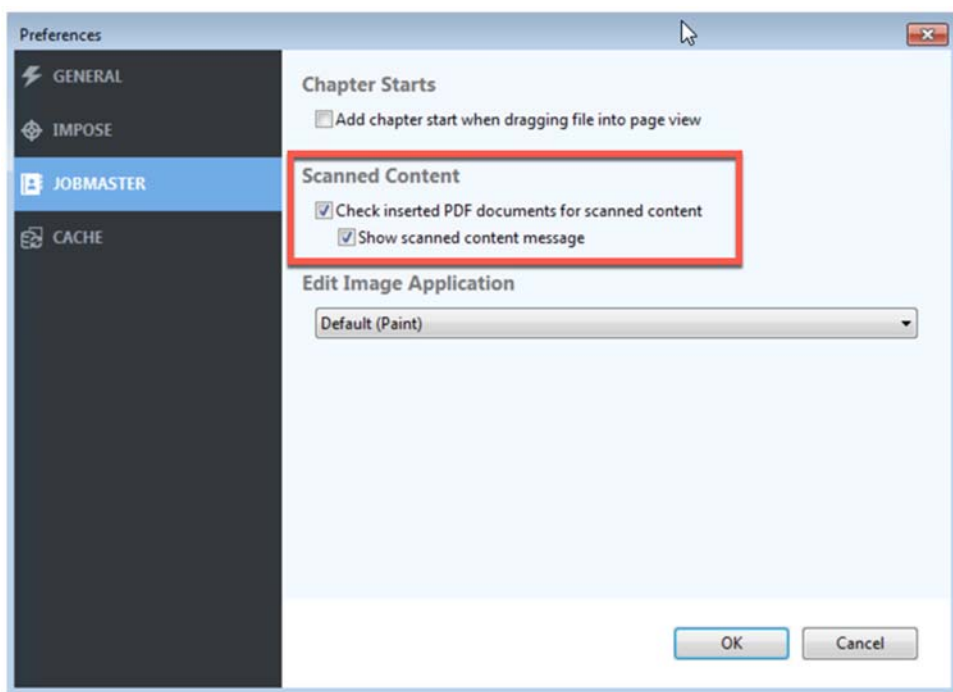 Preferences
GENERAL
IMPOSE
JOBMASTER
CACHE
Chapter Starts
Add chapter start when dragging file into page view
Scanned Content
Check inserted PDF documents for scanned content
Show scanned content message
Edit Image Application
Default (Paint)
OK
Cancel